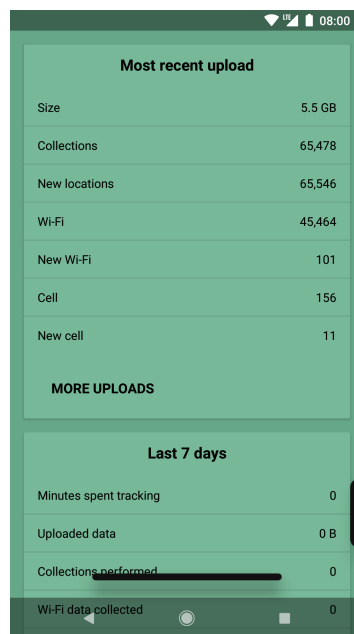 LTE 08:00
Most recent upload
Size 5.5 GB
Collections 65,478
New locations 65,546
Wi-Fi 45,464
New Wi-Fi 101
Cell 156
New cell 11
MORE UPLOADS
Last 7 days
Minutes spent tracking 0
Uploaded data 0 B
Collections performed 0
Wi-Fi data collected 0